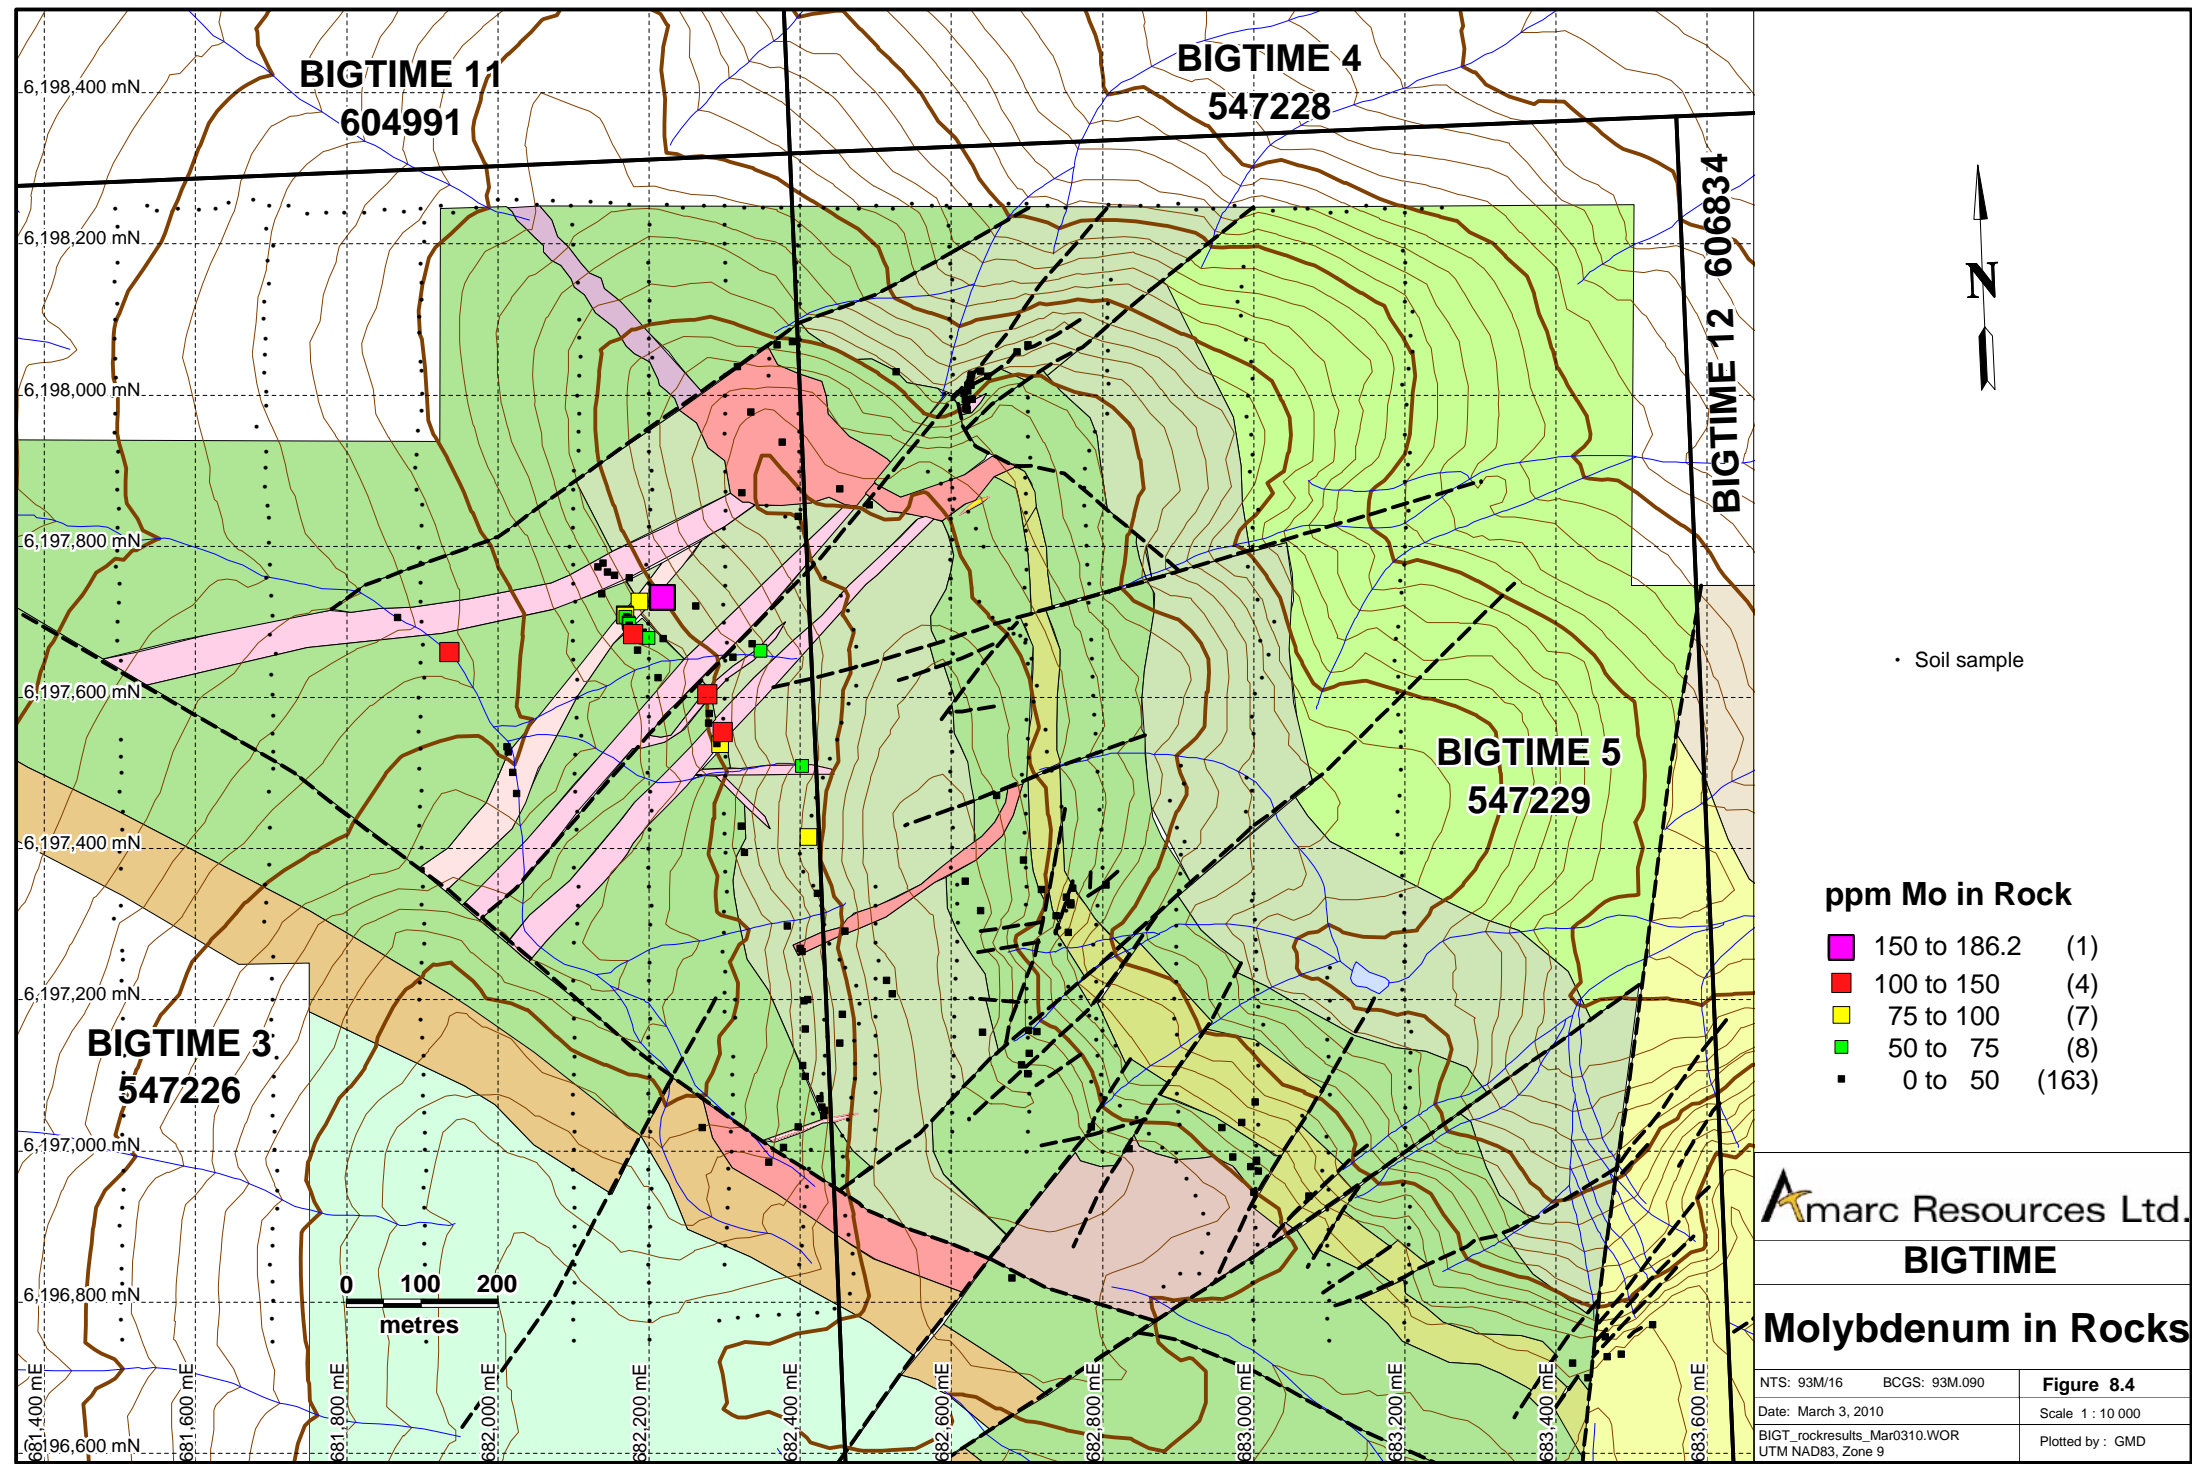 BIGTIME 11
604991
BIGTIME 4
547228
BIGTIME 12 606834
BIGTIME 5
547229
BIGTIME 3
547226
6,198,400 mN
6,198,200 mN
6,198,000 mN
6,197,800 mN
6,197,600 mN
6,197,400 mN
6,197,200 mN
6,197,000 mN
6,196,800 mN
6,196,600 mN
681,400 mE
681,600 mE
681,800 mE
682,000 mE
682,200 mE
682,400 mE
682,600 mE
682,800 mE
683,000 mE
683,200 mE
683,400 mE
683,600 mE
0 100 200
metres
N
Soil sample
ppm Mo in Rock
150 to 186.2 (1)
100 to 150 (4)
75 to 100 (7)
50 to 75 (8)
0 to 50 (163)
Amarc Resources Ltd.
BIGTIME
Molybdenum in Rocks
NTS: 93M/16 BCGS: 93M.090
Figure 8.4
Date: March 3, 2010
Scale 1 : 10 000
BIGT_rockresults_Mar0310.WOR
UTM NAD83, Zone 9
Plotted by : GMD